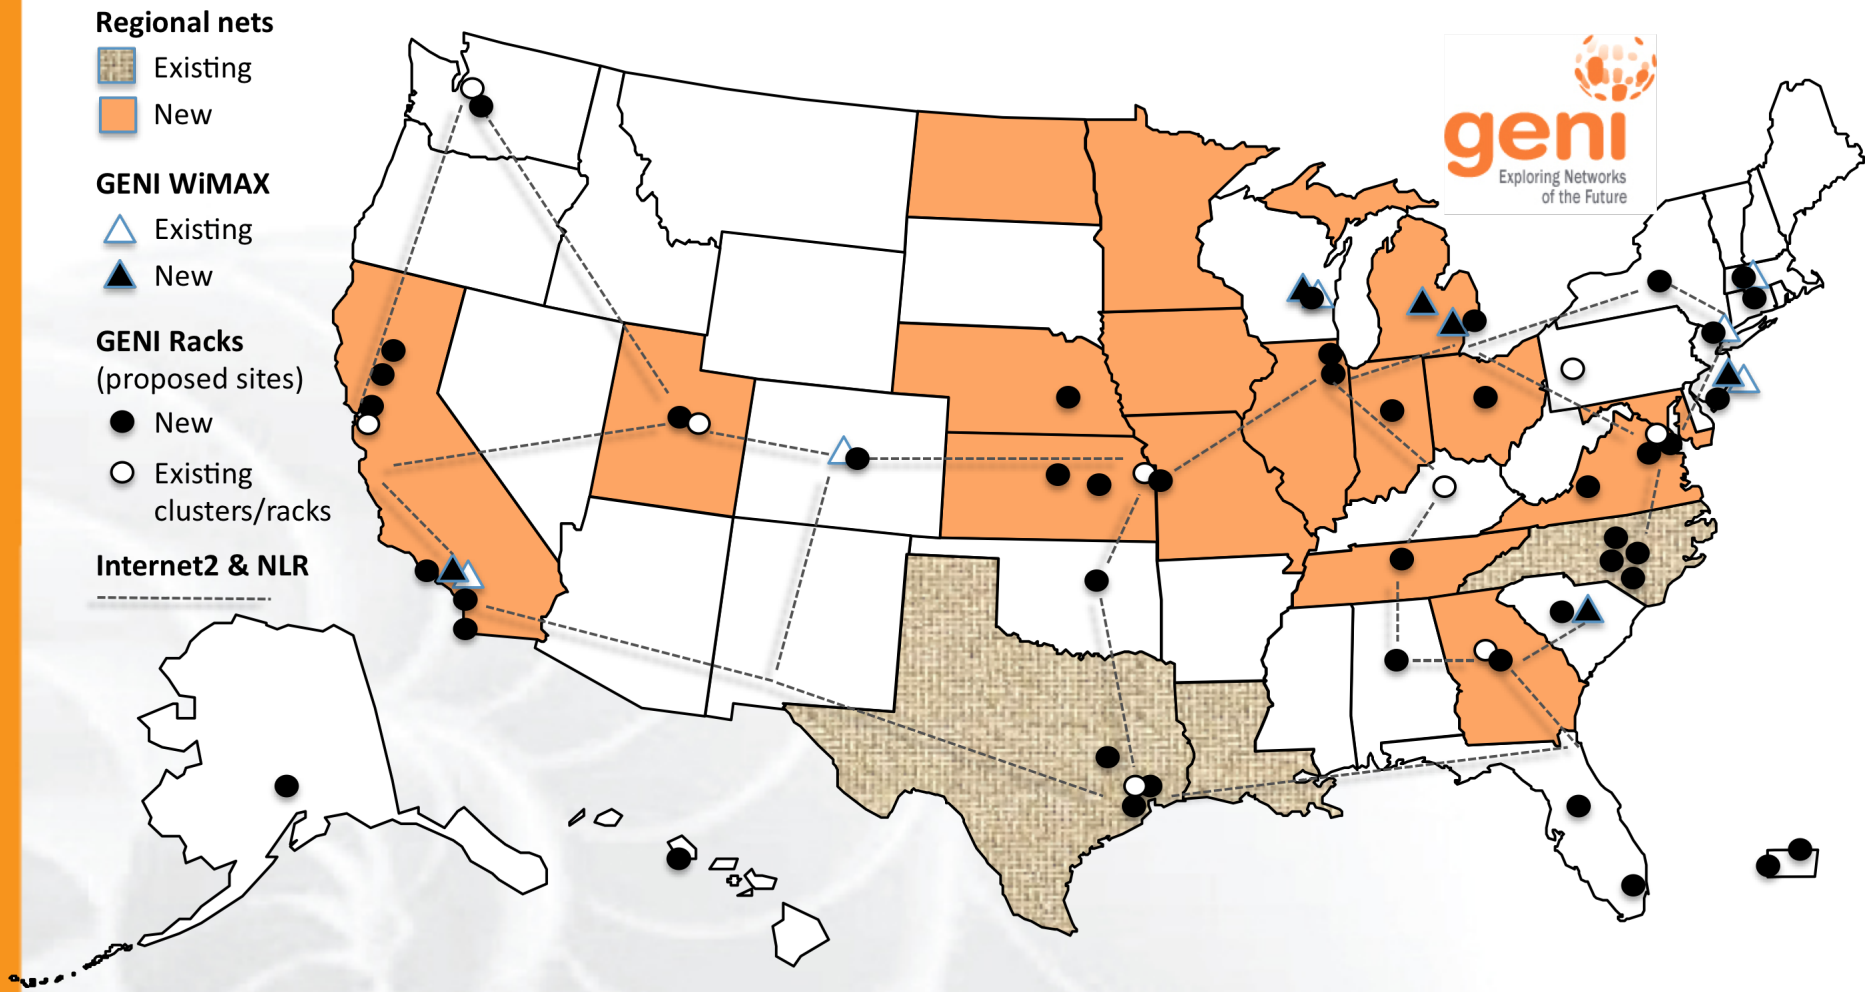 Regional nets
Existing
New
GENI WiMAX
Existing
New
GENI Racks
(proposed sites)
New
Existing
clusters/racks
Internet2 & NLR
geni
Exploring Networks
of the Future